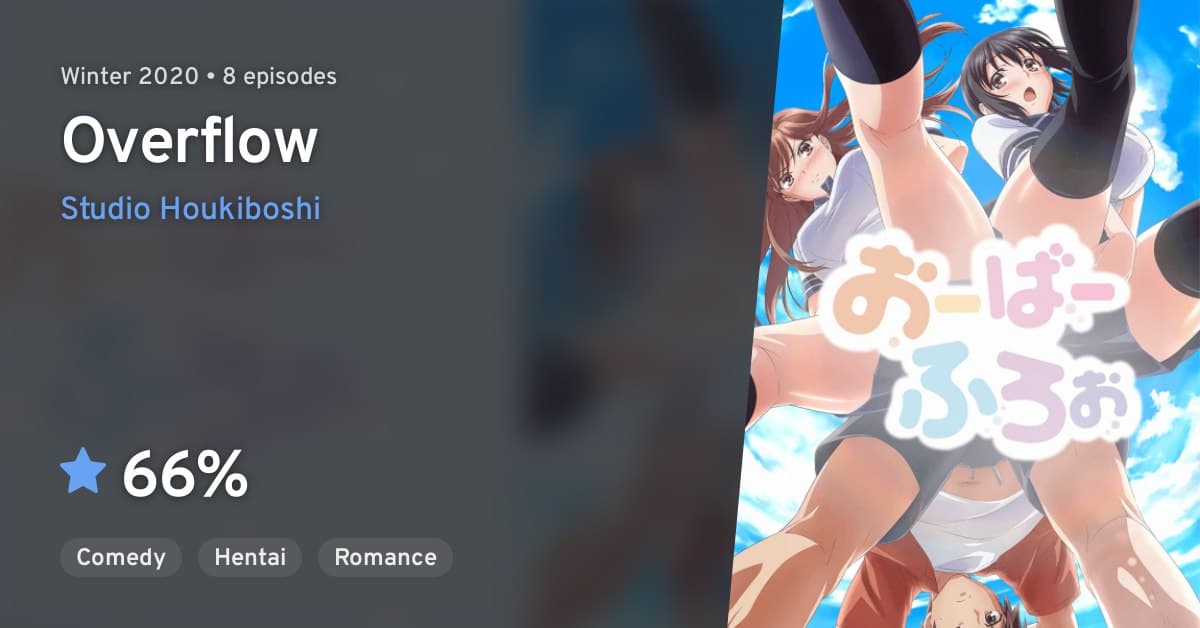 Winter 2020 • 8 episodes
Overflow
Studio Houkiboshi
66%
Comedy Hentai Romance
おーばー
ふろぉ